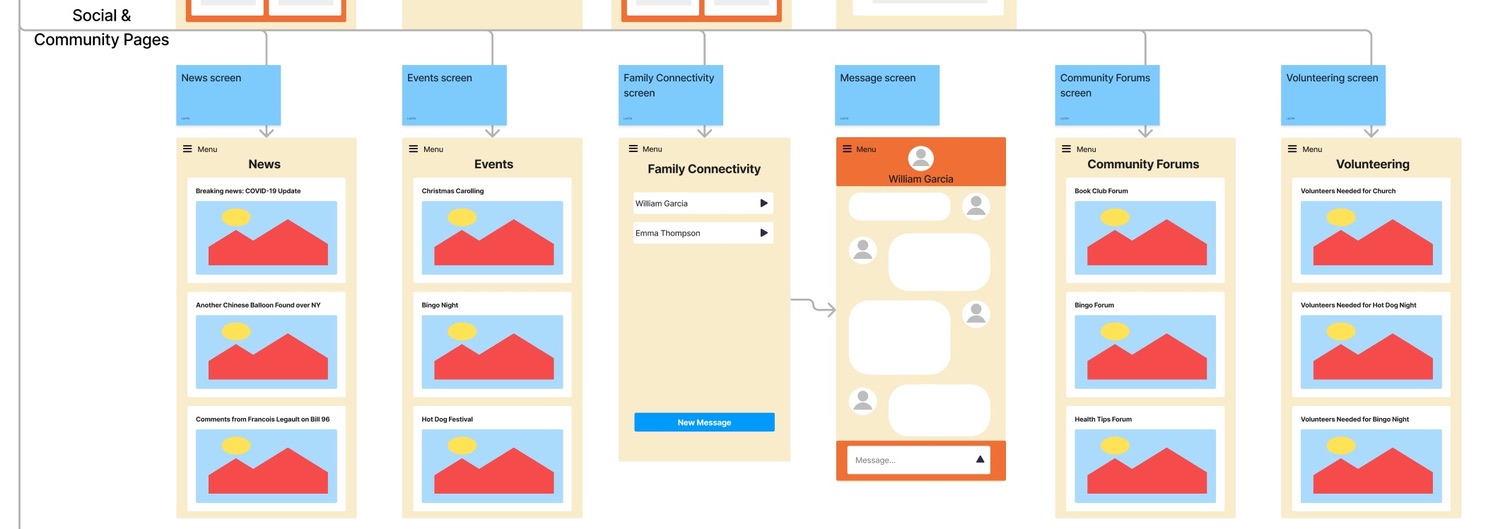 Social &
Community Pages
News screen
Events screen
Family Connectivity
screen
Message screen
Community Forums
screen
Volunteering screen
Menu
News
Breaking news: COVID-19 Update
Another Chinese Balloon Found over NY
Comments from Francois Legault on Bill 96
Menu
Events
Christmas Carolling
Bingo Night
Hot Dog Festival
Menu
Family Connectivity
William Garcia
Emma Thompson
New Message
Menu
William Garcia
Message...
Menu
Community Forums
Book Club Forum
Bingo Forum
Health Tips Forum
Menu
Volunteering
Volunteers Needed for Church
Volunteers Needed for Hot Dog Night
Volunteers Needed for Bingo Night